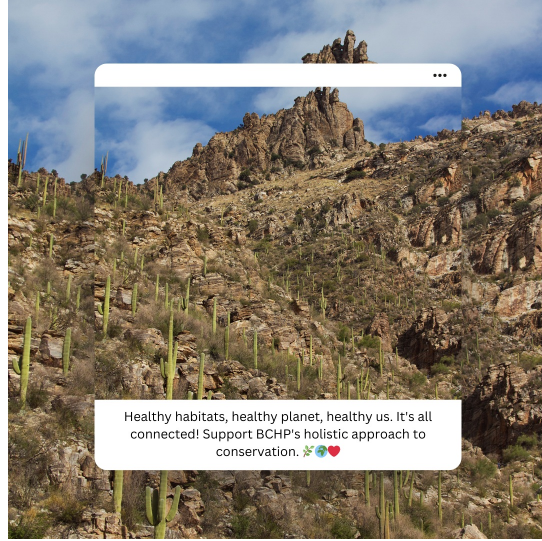 Healthy habitats, healthy planet, healthy us. It's all
connected! Support BCHP's holistic approach to
conservation. 🌿🌍❤️